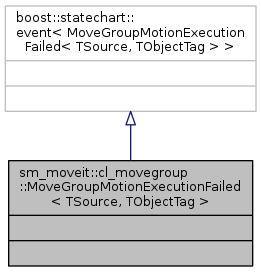 boost::statechart::
event< MoveGroupMotionExecution
Failed< TSource, TObjectTag > >
sm_moveit::cl_movegroup
::MoveGroupMotionExecutionFailed
< TSource, TObjectTag >